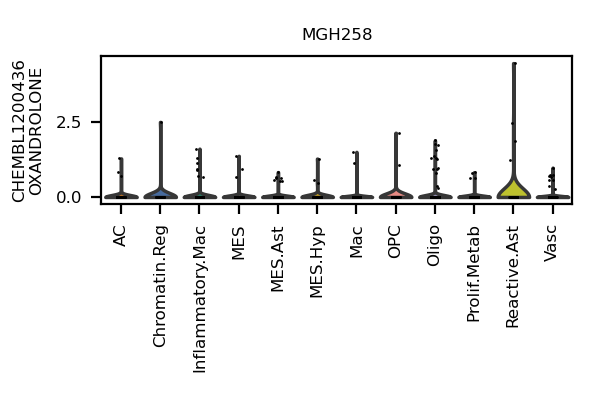 MGH258
CHEMBL1200436
OXANDROLONE
2.5
0.0
AC
Chromatin.Reg
Inflammatory.Mac
MES
MES.Ast
MES.Hyp
Mac
OPC
Oligo
Prolif.Metab
Reactive.Ast
Vasc